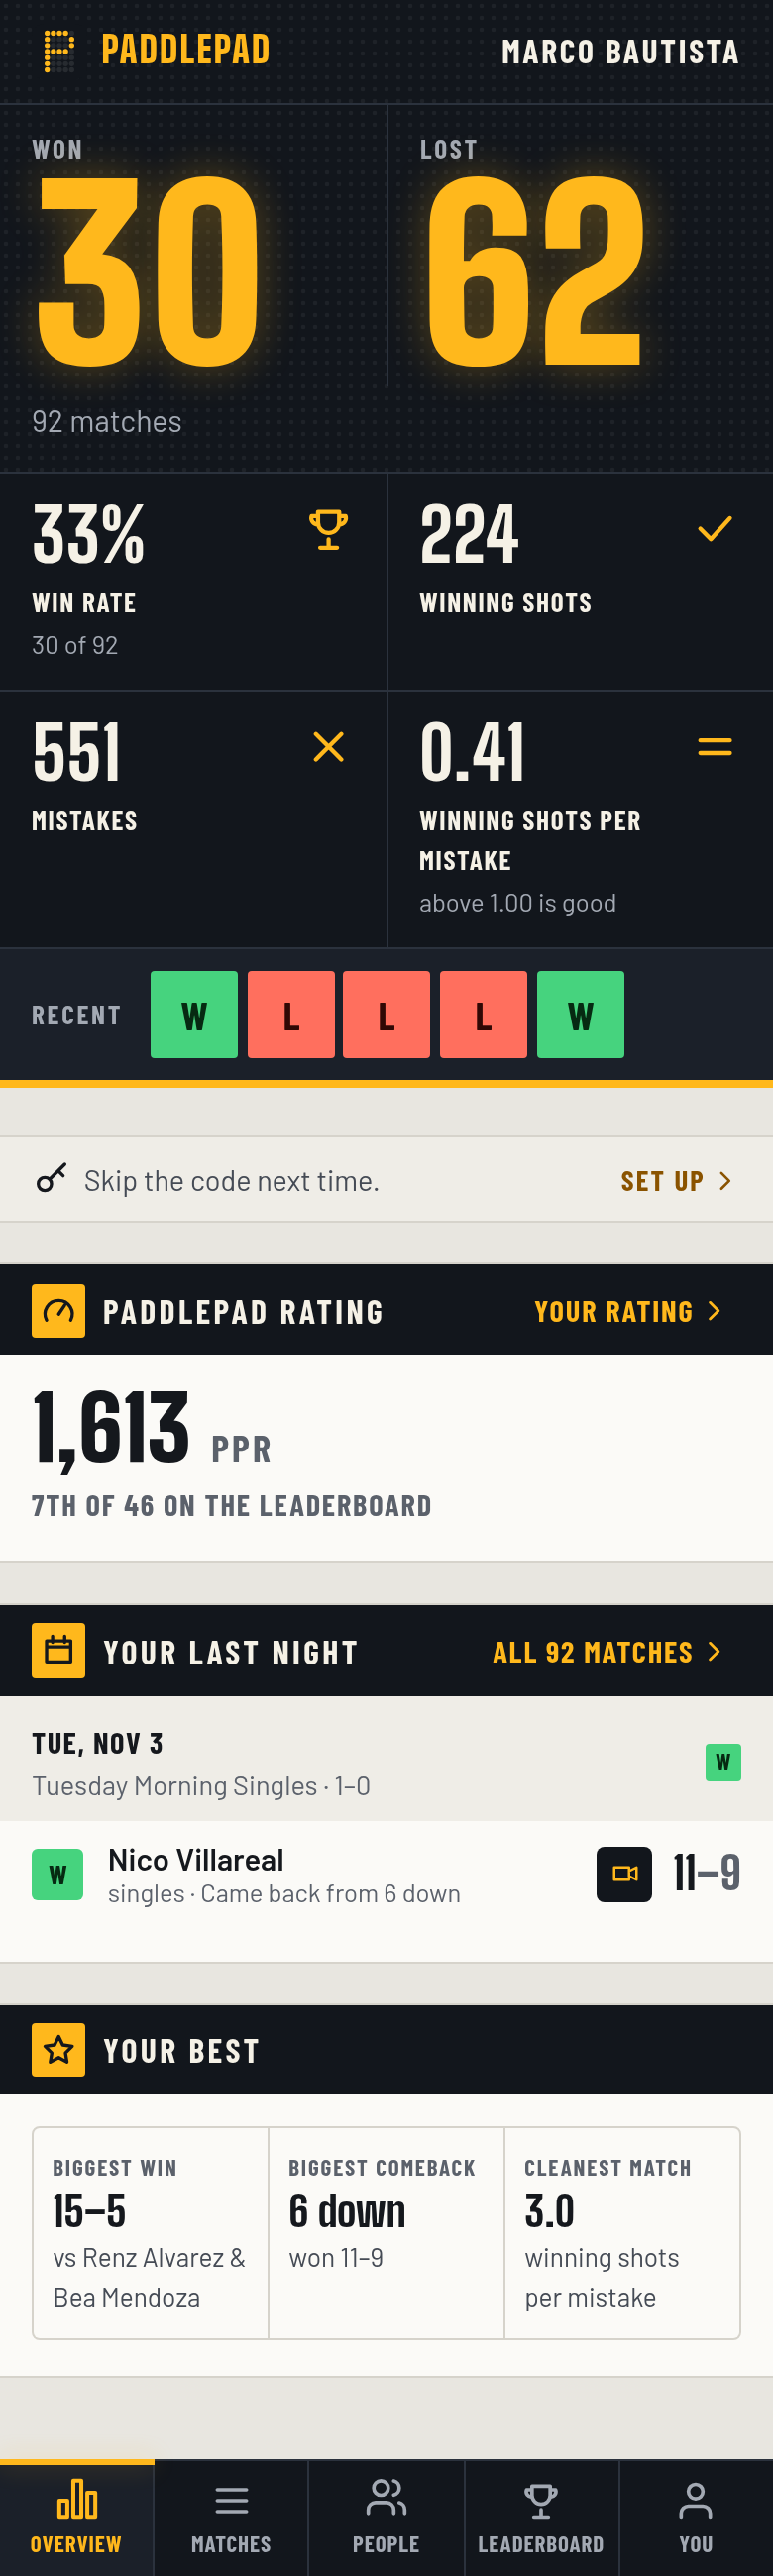 PADDLEPAD
MARCO BAUTISTA
WON
30
LOST
62
92 matches
33%
WIN RATE
30 of 92
224
WINNING SHOTS
551
MISTAKES
0.41
WINNING SHOTS PER
MISTAKE
above 1.00 is good
RECENT W L L L W
Skip the code next time.
SET UP
PADDLEPAD RATING
YOUR RATING
1,613 PPR
7TH OF 46 ON THE LEADERBOARD
YOUR LAST NIGHT
ALL 92 MATCHES
TUE, NOV 3
Tuesday Morning Singles · 1–0
W
W
Nico Villareal
singles · Came back from 6 down
11–9
YOUR BEST
BIGGEST WIN
15–5
vs Renz Alvarez &
Bea Mendoza
BIGGEST COMEBACK
6 down
won 11–9
CLEANEST MATCH
3.0
winning shots
per mistake
OVERVIEW
MATCHES
PEOPLE
LEADERBOARD
YOU